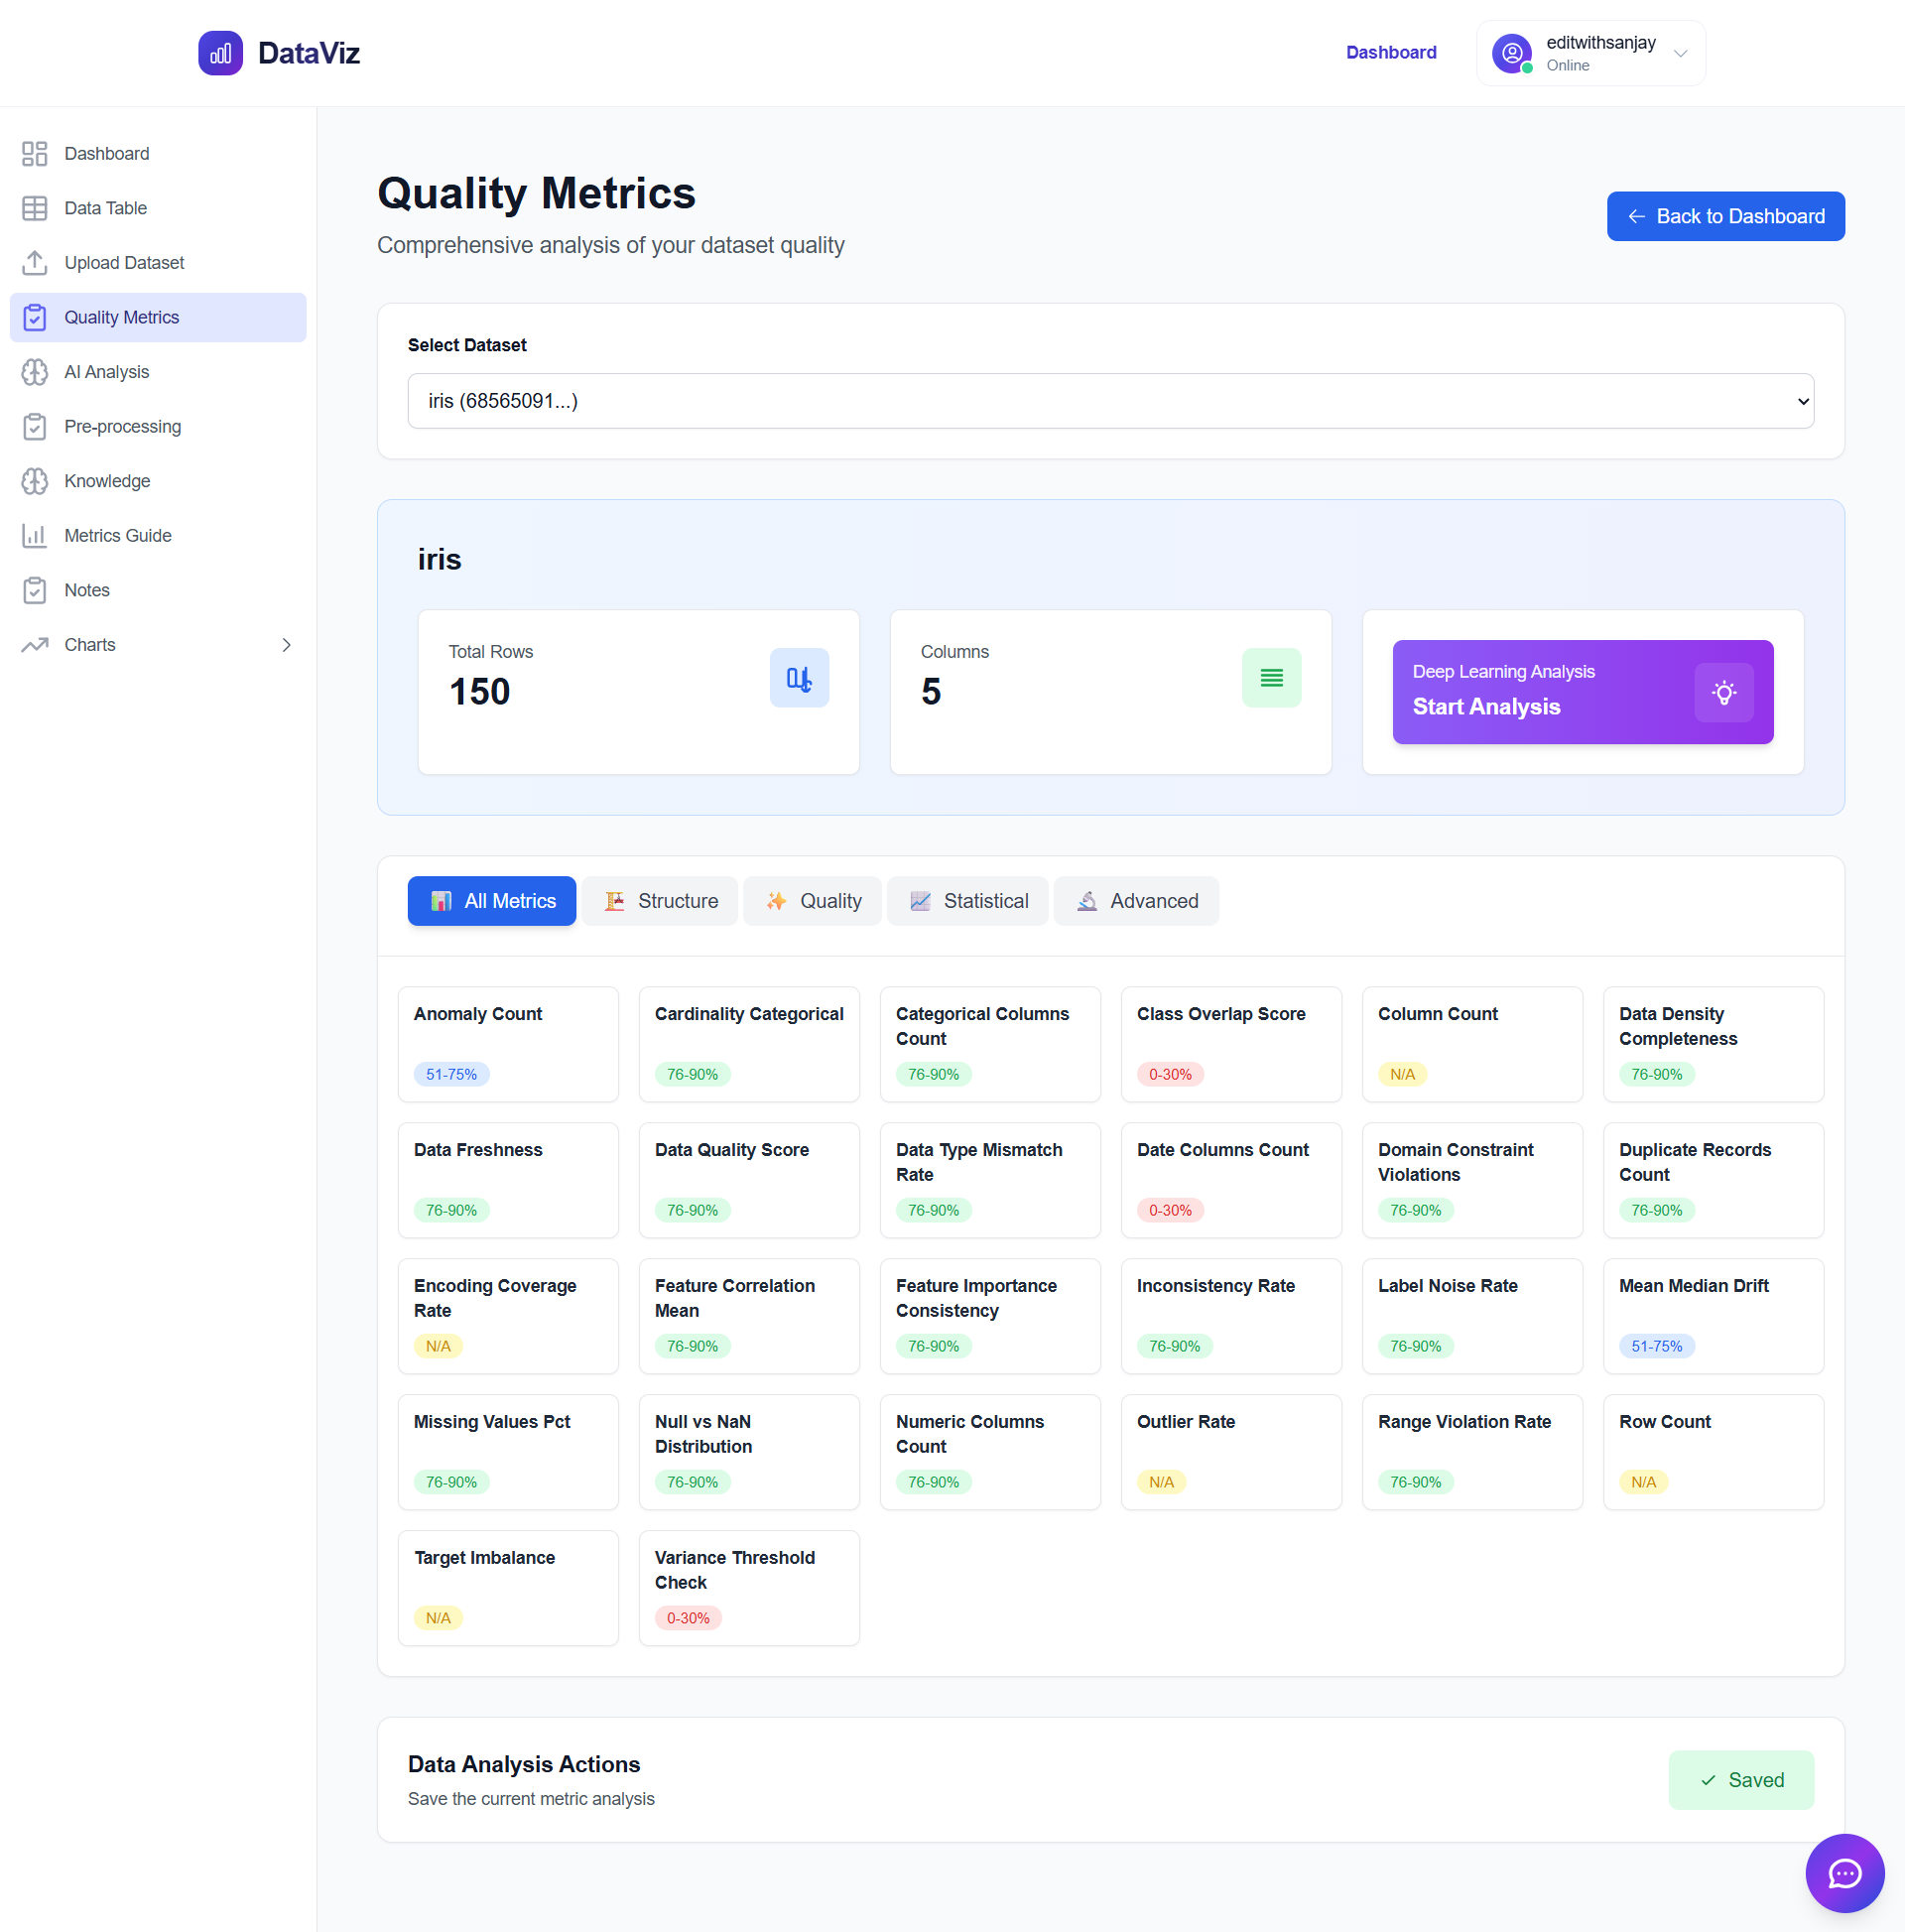 DataViz
Dashboard
editwithsanjay
Online
Dashboard
Data Table
Upload Dataset
Quality Metrics
AI Analysis
Pre-processing
Knowledge
Metrics Guide
Notes
Charts
Quality Metrics
Comprehensive analysis of your dataset quality
Back to Dashboard
Select Dataset
iris (68565091...)
iris
Total Rows
150
Columns
5
Deep Learning Analysis
Start Analysis
All Metrics
Structure
Quality
Statistical
Advanced
Anomaly Count
51-75%
Cardinality Categorical
76-90%
Categorical Columns
Count
76-90%
Class Overlap Score
0-30%
Column Count
N/A
Data Density
Completeness
76-90%
Data Freshness
76-90%
Data Quality Score
76-90%
Data Type Mismatch
Rate
76-90%
Date Columns Count
0-30%
Domain Constraint
Violations
76-90%
Duplicate Records
Count
76-90%
Encoding Coverage
Rate
N/A
Feature Correlation
Mean
76-90%
Feature Importance
Consistency
76-90%
Inconsistency Rate
76-90%
Label Noise Rate
76-90%
Mean Median Drift
51-75%
Missing Values Pct
76-90%
Null vs NaN
Distribution
76-90%
Numeric Columns
Count
76-90%
Outlier Rate
N/A
Range Violation Rate
76-90%
Row Count
N/A
Target Imbalance
N/A
Variance Threshold
Check
0-30%
Data Analysis Actions
Save the current metric analysis
Saved